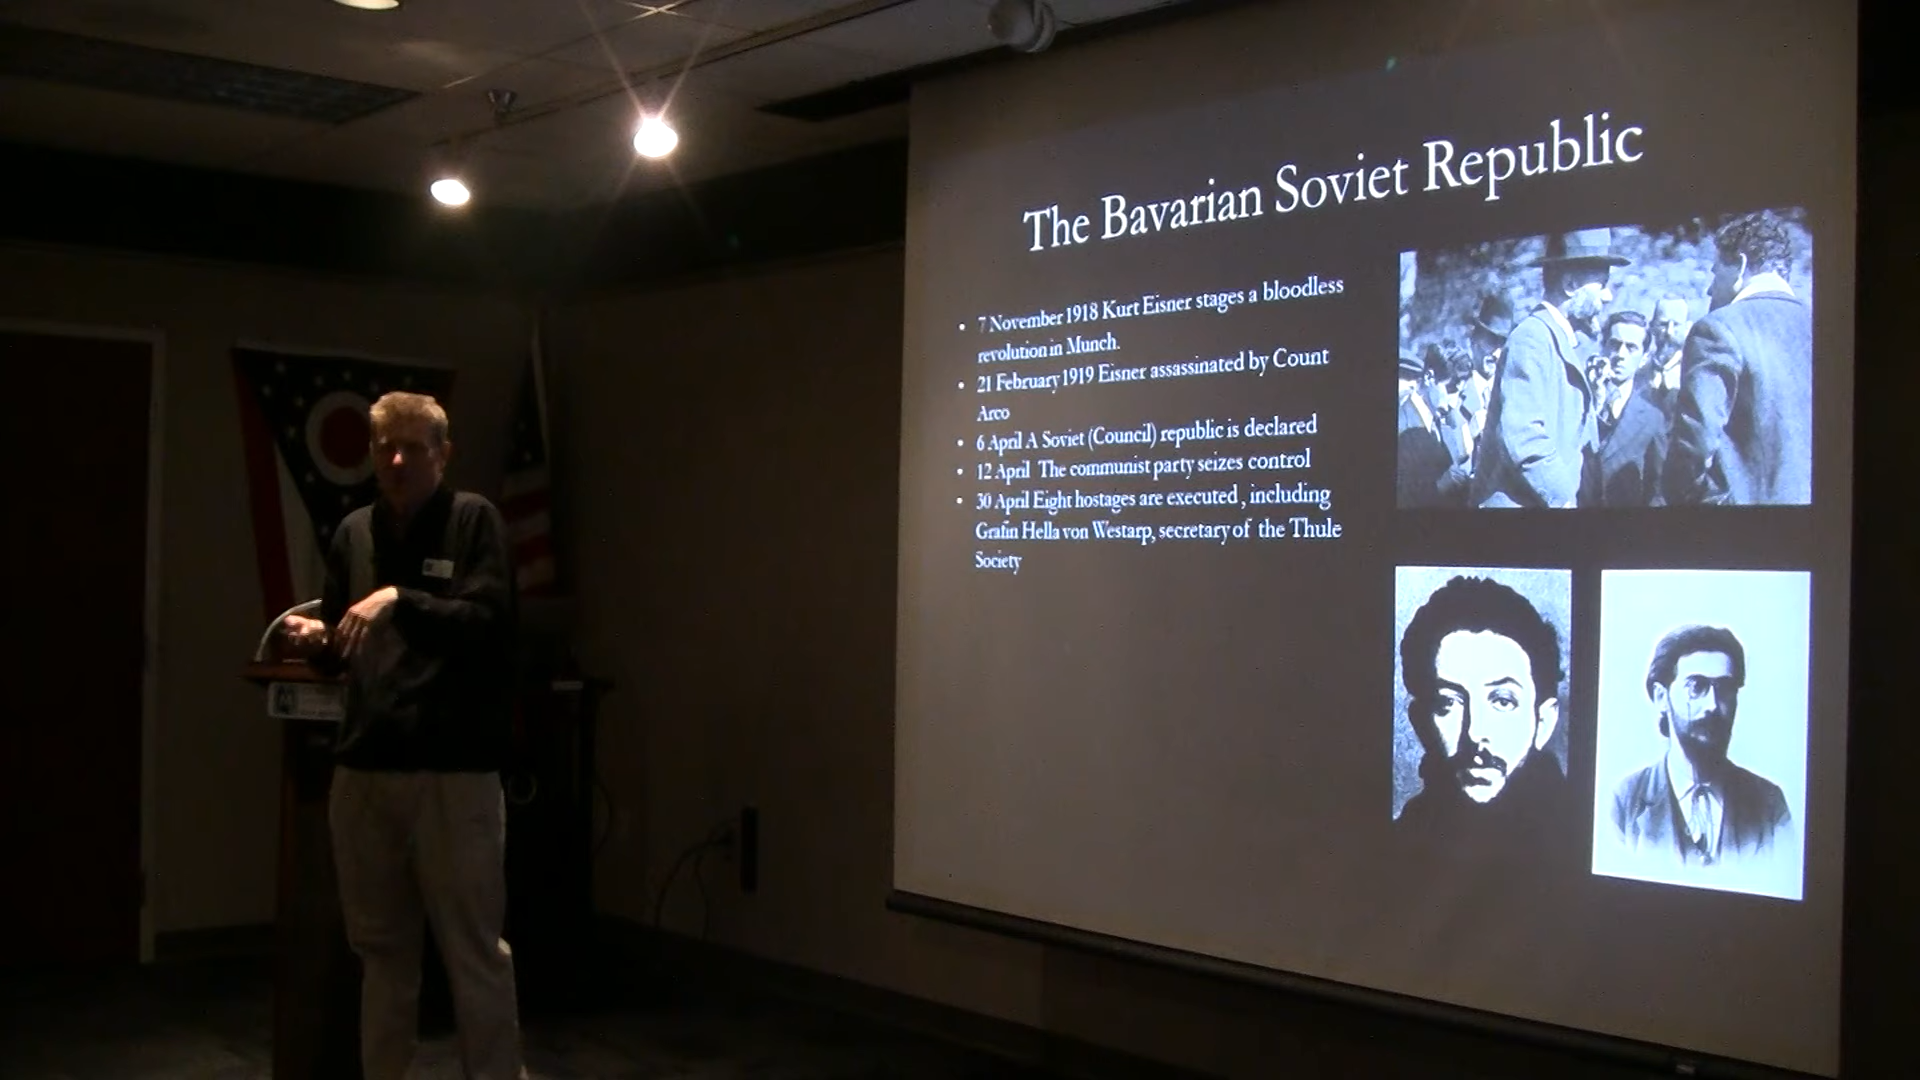 The Bavarian Soviet Republic
• 7 November 1918 Kurt Eisner stages a bloodless
revolution in Munch.
• 21 February 1919 Eisner assassinated by Count
Arco
• 6 April A Soviet (Council) republic is declared
• 12 April The communist party seizes control
• 30 April Eight hostages are executed , including
Grafin Hella von Westarp, secretary of the Thule
Society